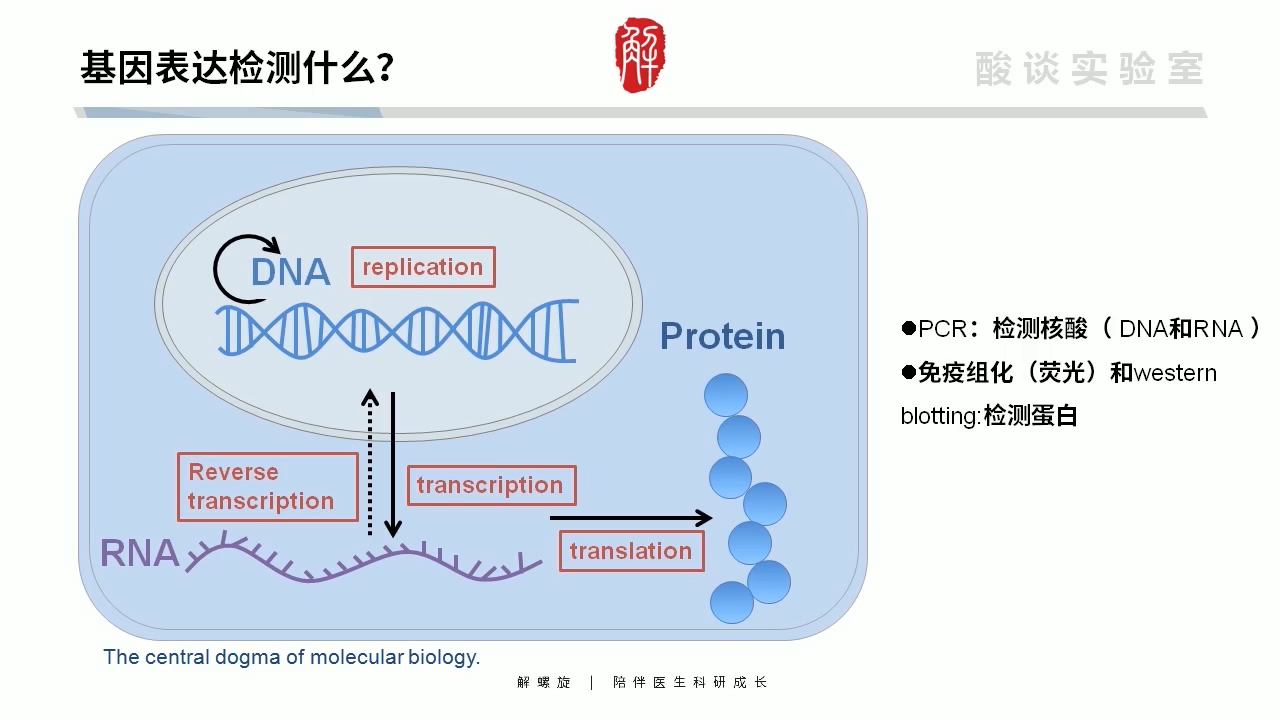 基因表达检测什么?
解
酸谈实验室
DNA
replication
Protein
●PCR：检测核酸（ DNA和RNA ）
●免疫组化（荧光）和western
blotting:检测蛋白
Reverse
transcription
transcription
RNA
translation
The central dogma of molecular biology.
解螺旋 | 陪伴医生科研成长